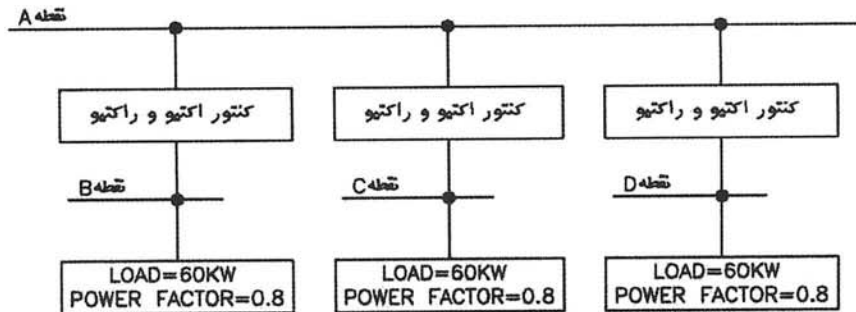 نقطه A
کنتور اکتیو و راکتیو
کنتور اکتیو و راکتیو
کنتور اکتیو و راکتیو
نقطه B
نقطه C
نقطه D
LOAD=60KW
POWER FACTOR=0.8
LOAD=60KW
POWER FACTOR=0.8
LOAD=60KW
POWER FACTOR=0.8